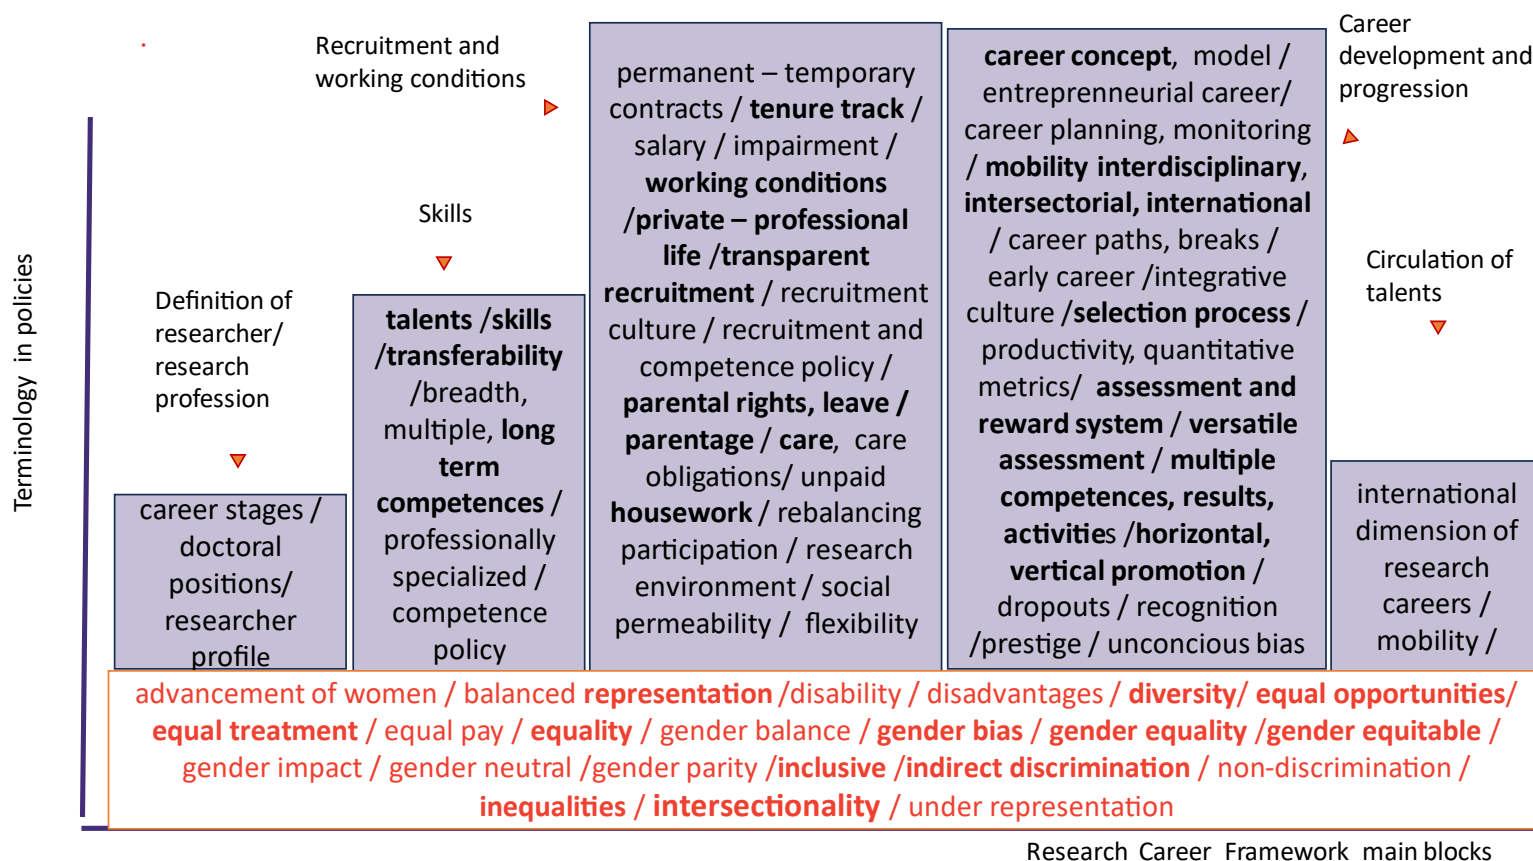 Terminology in policies
Definition of
researcher/
research
profession
career stages /
doctoral
positions/
researcher
profile
Skills
talents /skills
/transferability
/breadth,
multiple, long
term
competences /
professionally
specialized /
competence
policy
Recruitment and
working conditions
permanent – temporary
contracts / tenure track /
salary / impairment /
working conditions
/private – professional
life /transparent
recruitment / recruitment
culture / recruitment and
competence policy /
parental rights, leave /
parentage / care, care
obligations/ unpaid
housework / rebalancing
participation / research
environment / social
permeability / flexibility
Career
development and
progression
career concept, model /
entreprenneurial career/
career planning, monitoring
/ mobility interdisciplinary,
intersectorial, international
/ career paths, breaks /
early career /integrative
culture /selection process /
productivity, quantitative
metrics/ assessment and
reward system / versatile
assessment / multiple
competences, results,
activities /horizontal,
vertical promotion /
dropouts / recognition
/prestige / unconcious bias
Circulation of
talents
international
dimension of
research
careers /
mobility /
advancement of women / balanced representation /disability / disadvantages / diversity/ equal opportunities/
equal treatment / equal pay / equality / gender balance / gender bias / gender equality /gender equitable /
gender impact / gender neutral /gender parity /inclusive /indirect discrimination / non-discrimination /
inequalities / intersectionality / under representation
Research Career Framework main blocks